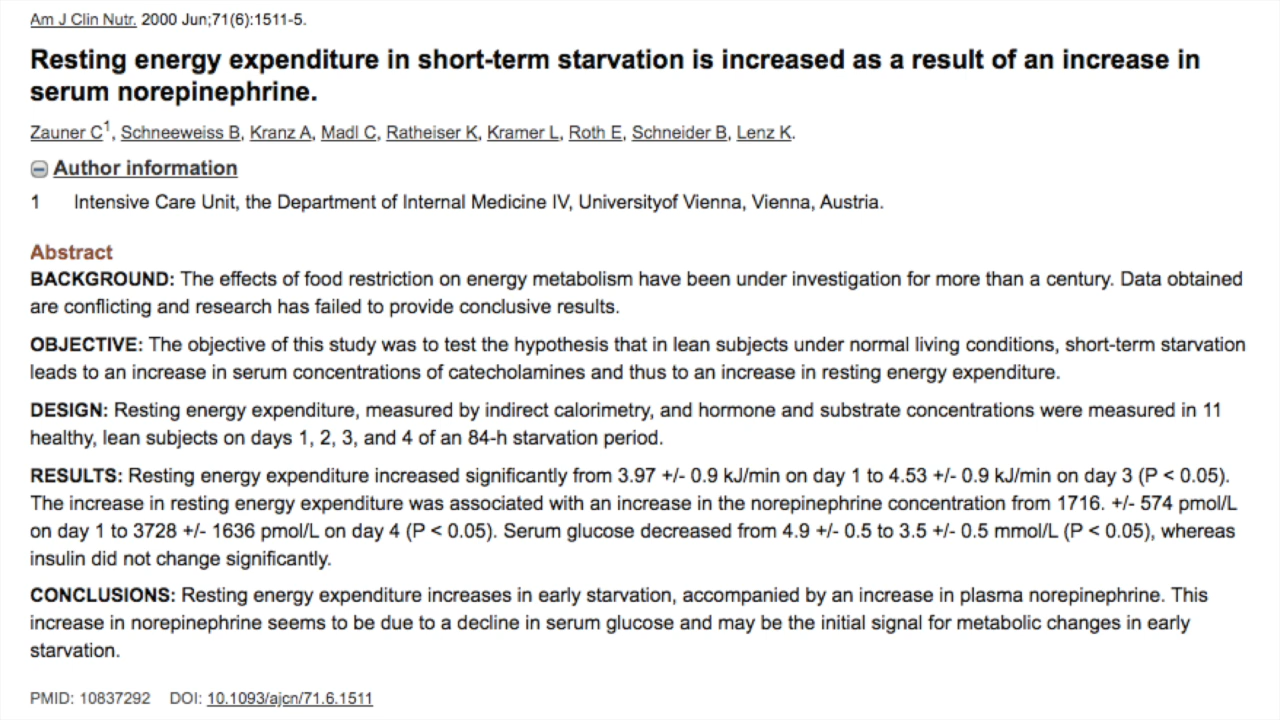 Am J Clin Nutr. 2000 Jun;71(6):1511-5.
Resting energy expenditure in short-term starvation is increased as a result of an increase in
serum norepinephrine.
Zauner C1, Schneeweiss B, Kranz A, Madl C, Ratheiser K, Kramer L, Roth E, Schneider B, Lenz K.
Author information
1 Intensive Care Unit, the Department of Internal Medicine IV, Universityof Vienna, Vienna, Austria.
Abstract
BACKGROUND: The effects of food restriction on energy metabolism have been under investigation for more than a century. Data obtained
are conflicting and research has failed to provide conclusive results.
OBJECTIVE: The objective of this study was to test the hypothesis that in lean subjects under normal living conditions, short-term starvation
leads to an increase in serum concentrations of catecholamines and thus to an increase in resting energy expenditure.
DESIGN: Resting energy expenditure, measured by indirect calorimetry, and hormone and substrate concentrations were measured in 11
healthy, lean subjects on days 1, 2, 3, and 4 of an 84-h starvation period.
RESULTS: Resting energy expenditure increased significantly from 3.97 +/- 0.9 kJ/min on day 1 to 4.53 +/- 0.9 kJ/min on day 3 (P < 0.05).
The increase in resting energy expenditure was associated with an increase in the norepinephrine concentration from 1716. +/- 574 pmol/L
on day 1 to 3728 +/- 1636 pmol/L on day 4 (P < 0.05). Serum glucose decreased from 4.9 +/- 0.5 to 3.5 +/- 0.5 mmol/L (P < 0.05), whereas
insulin did not change significantly.
CONCLUSIONS: Resting energy expenditure increases in early starvation, accompanied by an increase in plasma norepinephrine. This
increase in norepinephrine seems to be due to a decline in serum glucose and may be the initial signal for metabolic changes in early
starvation.
PMID: 10837292 DOI: 10.1093/ajcn/71.6.1511